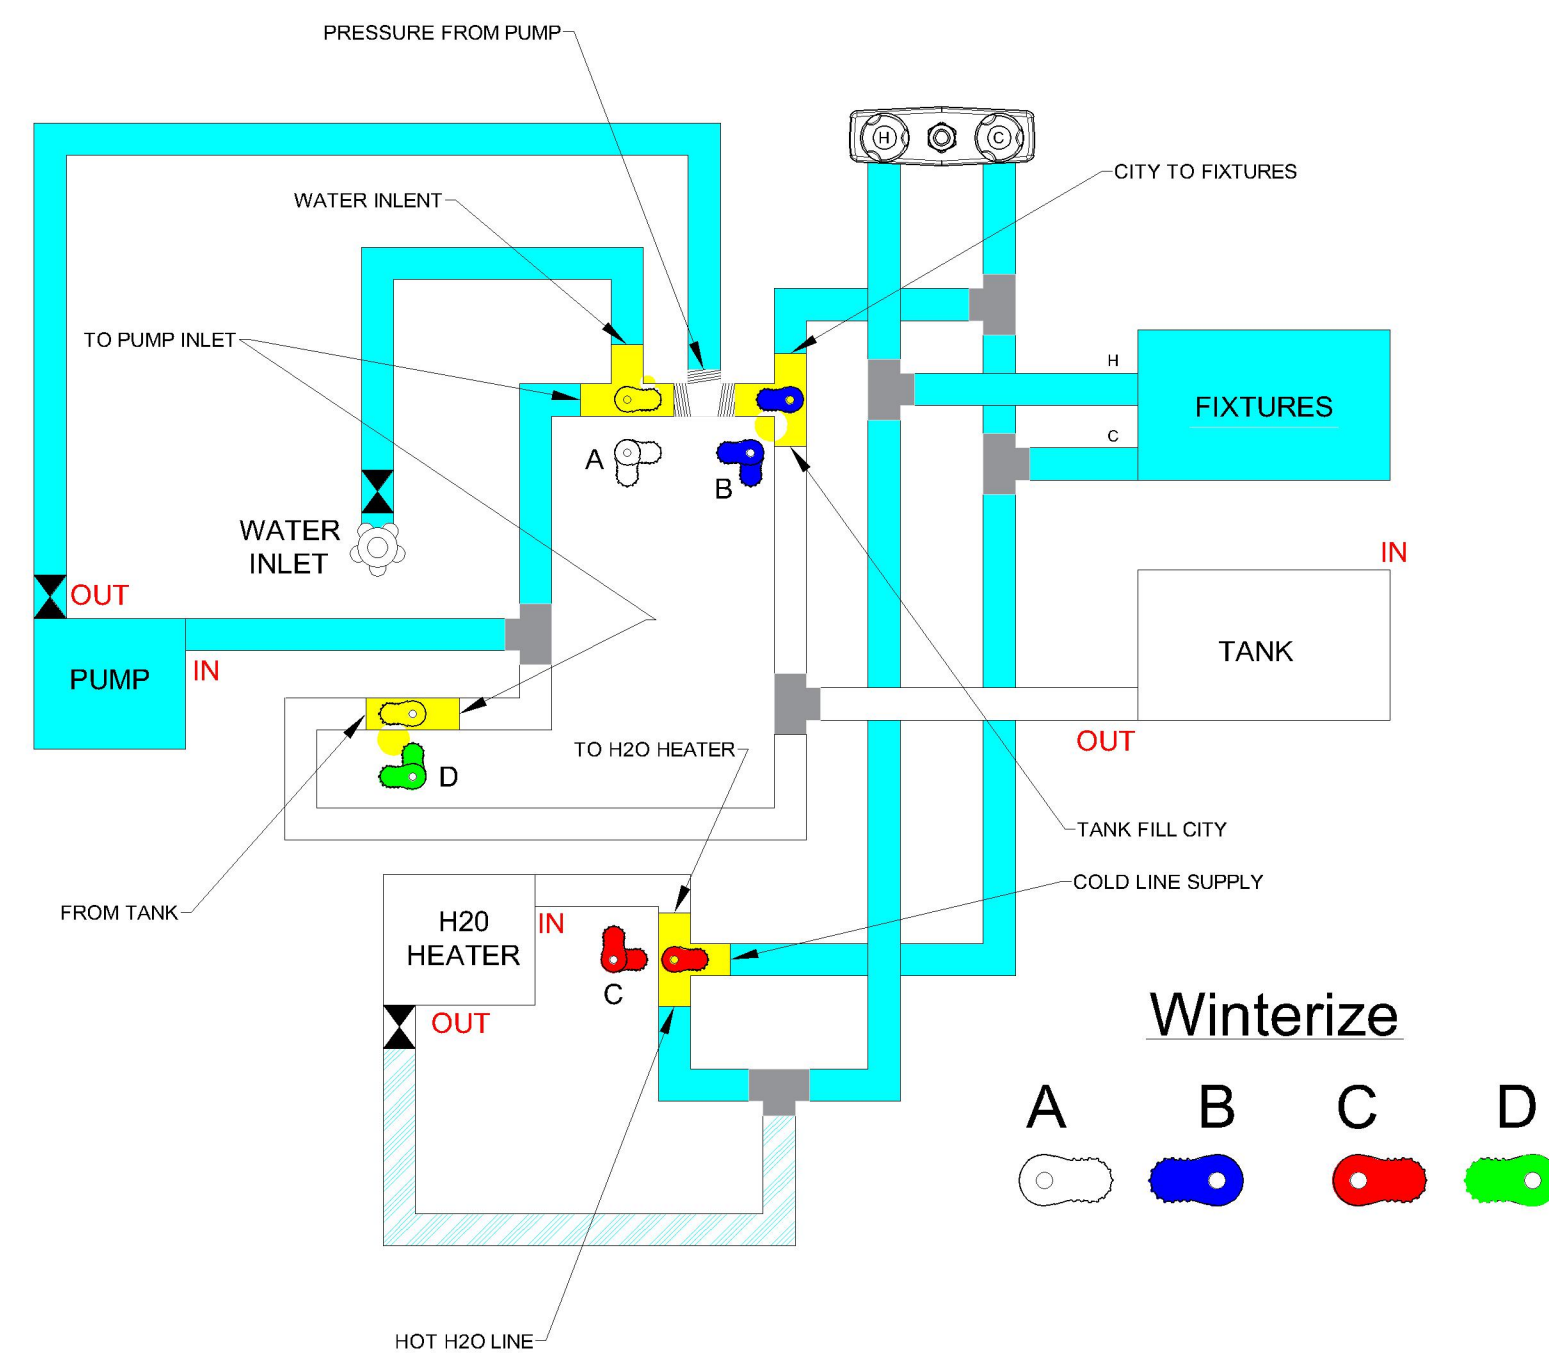 PRESSURE FROM PUMP
H
C
CITY TO FIXTURES
WATER INLENT
TO PUMP INLET
H
FIXTURES
C
A
B
WATER
INLET
IN
OUT
TANK
PUMP
IN
OUT
TO H2O HEATER
D
TANK FILL CITY
COLD LINE SUPPLY
FROM TANK
H20
HEATER
IN
C
OUT
Winterize
A B C D
HOT H2O LINE